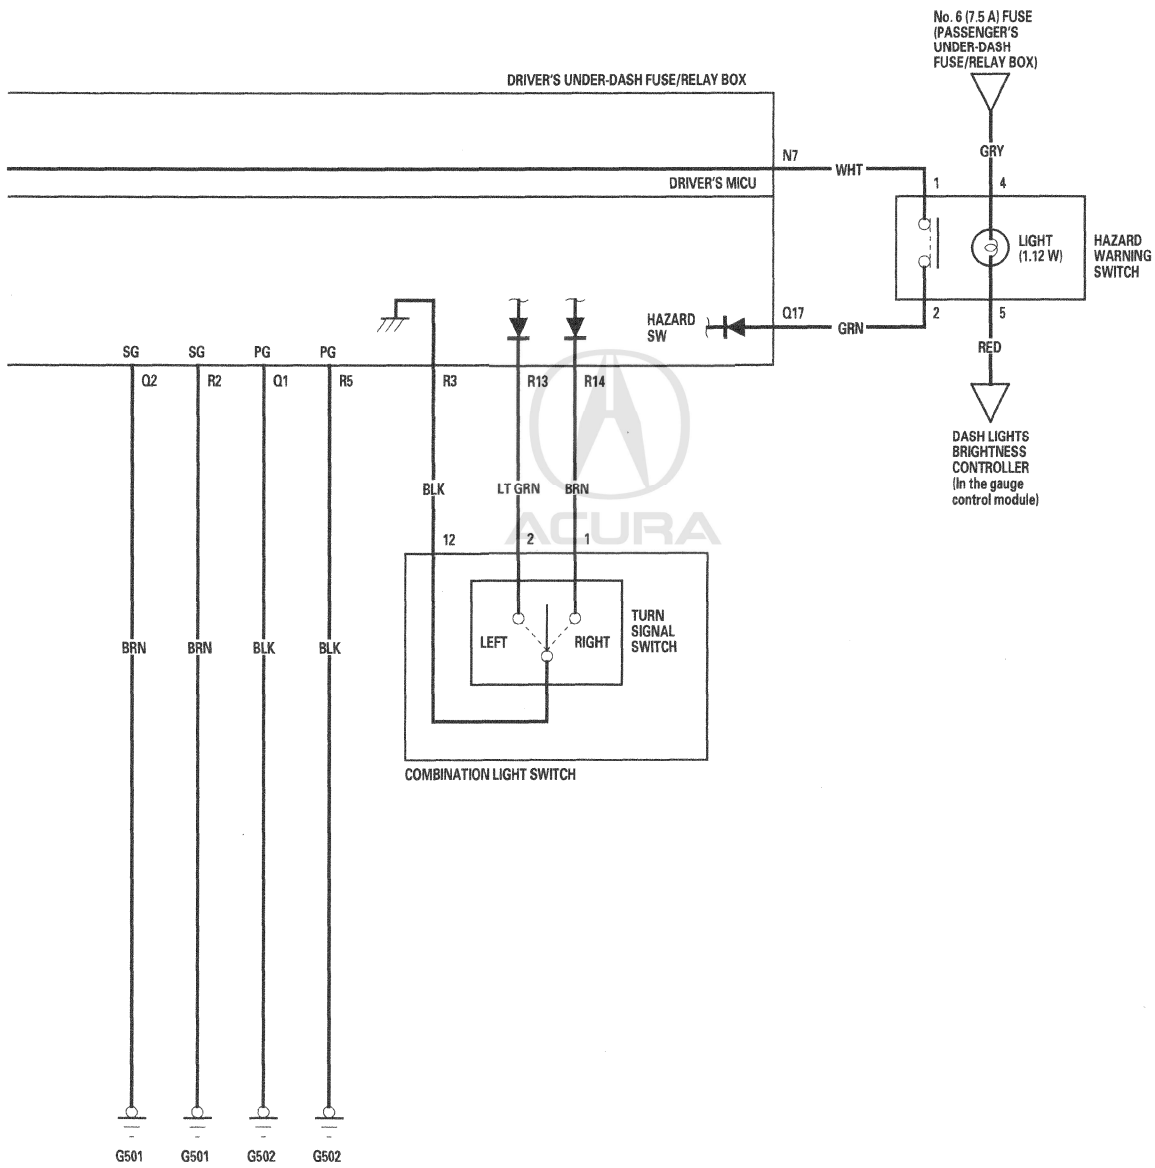 No. 6 (7.5 A) FUSE
(PASSENGER'S
UNDER-DASH
FUSE/RELAY BOX)
DRIVER'S UNDER-DASH FUSE/RELAY BOX
GRY
N7
WHT
DRIVER'S MICU
1
4
LIGHT
(1.12 W)
HAZARD
WARNING
SWITCH
HAZARD
SW
Q17
GRN
2
5
RED
SG
SG
PG
PG
Q2
R2
Q1
R5
R3
R13
R14
DASH LIGHTS
BRIGHTNESS
CONTROLLER
(In the gauge
control module)
BLK
LT GRN
BRN
ACURA
12
2
1
TURN
SIGNAL
SWITCH
LEFT
RIGHT
BRN
BRN
BLK
BLK
COMBINATION LIGHT SWITCH
G501
G501
G502
G502